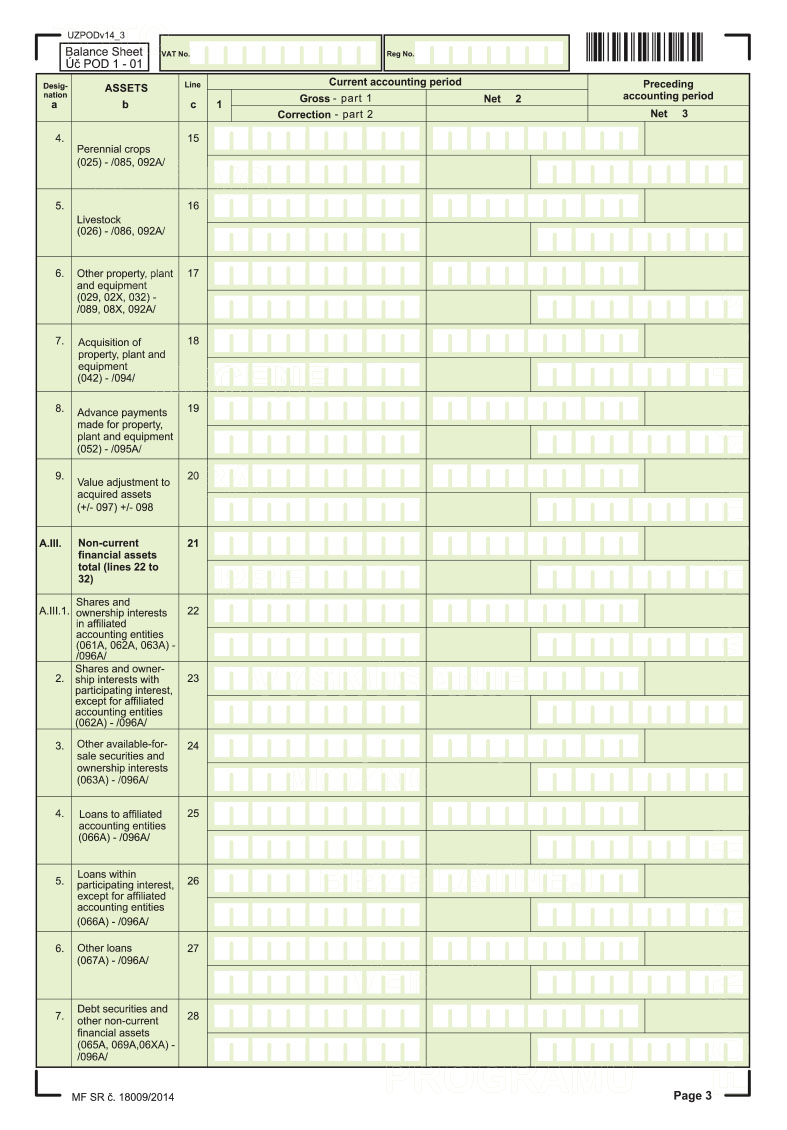 UZPODv14_3
Balance Sheet
Úč POD 1 - 01
VAT No.
Reg No.
Desig-
nation
a
ASSETS
b
Line
c
Current accounting period
1
Gross - part 1
Correction - part 2
Net 2
Preceding
accounting period
Net 3
4.
Perennial crops
(025) - /085, 092A/
15
5.
Livestock
(026) - /086, 092A/
16
6.
Other property, plant
and equipment
(029, 02X, 032) -
/089, 08X, 092A/
17
7.
Acquisition of
property, plant and
equipment
(042) - /094/
18
8.
Advance payments
made for property,
plant and equipment
(052) - /095A/
19
9.
Value adjustment to
acquired assets
(+/- 097) +/- 098
20
A.III.
Non-current
financial assets
total (lines 22 to
32)
21
A.III.1.
Shares and
ownership interests
in affiliated
accounting entities
(061A, 062A, 063A) -
/096A/
22
2.
Shares and owner-
ship interests with
participating interest,
except for affiliated
accounting entities
(062A) - /096A/
23
3.
Other available-for-
sale securities and
ownership interests
(063A) - /096A/
24
4.
Loans to affiliated
accounting entities
(066A) - /096A/
25
5.
Loans within
participating interest,
except for affiliated
accounting entities
(066A) - /096A/
26
6.
Other loans
(067A) - /096A/
27
7.
Debt securities and
other non-current
financial assets
(065A, 069A,06XA) -
/096A/
28
PROGRAMU
MF SR č. 18009/2014
Page 3